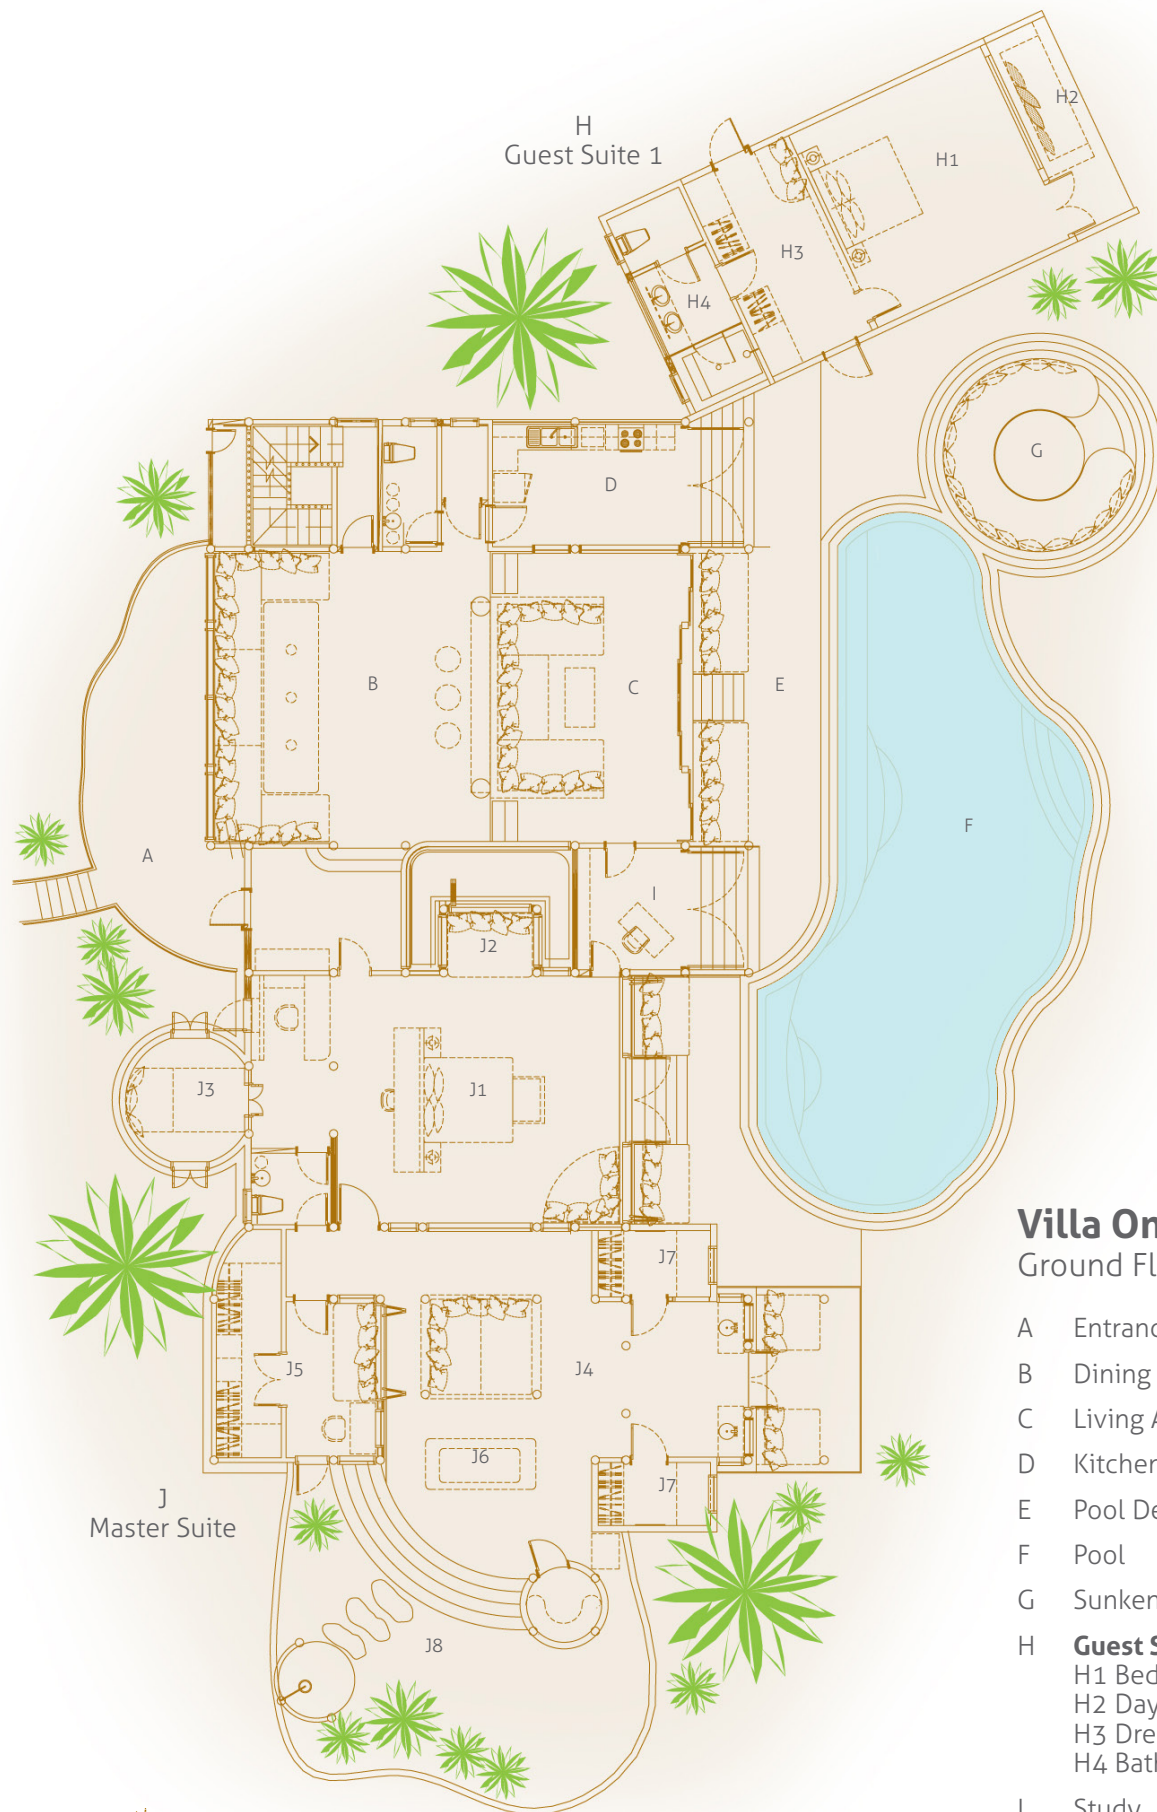 H
Guest Suite 1
H2
H1
H3
H4
G
D
B
C
E
F
A
I
J2
J3
J1
J7
J5
J4
J6
J7
J
Master Suite
J8
Villa On
Ground Fl
A Entranc
B Dining
C Living A
D Kitchen
E Pool De
F Pool
G Sunken
H Guest S
H1 Bed
H2 Day
H3 Dre
H4 Bath
I Study